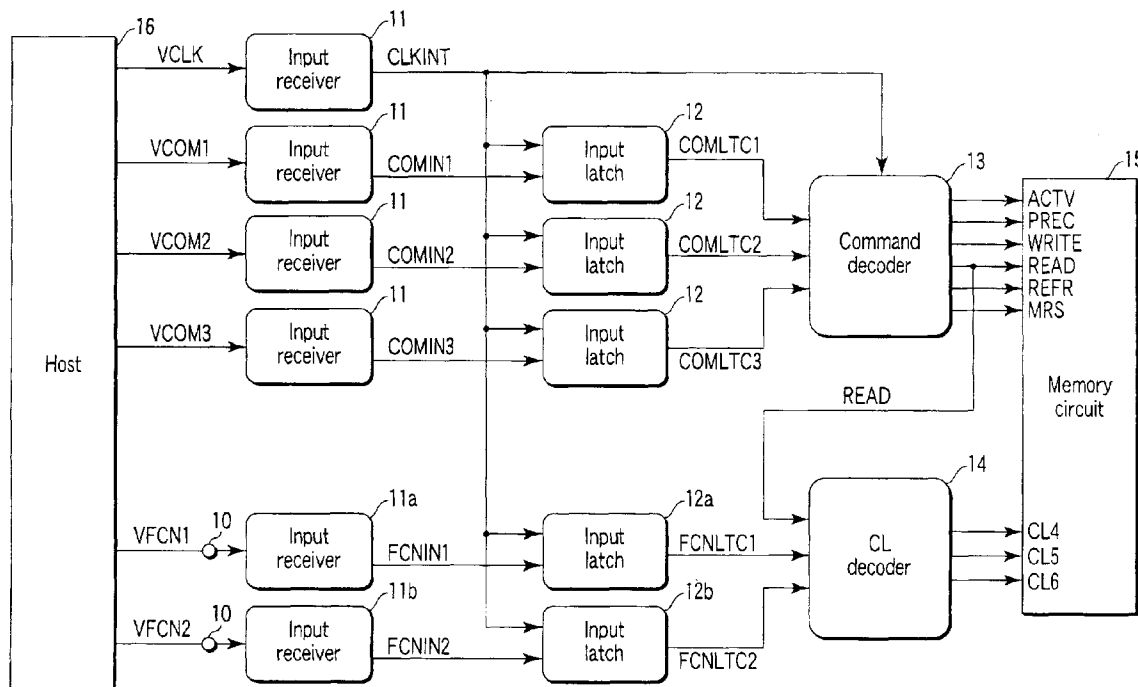 16
Host
VCLK
11
Input
receiver
CLKINT
VCOM1
11
Input
receiver
COMIN1
12
Input
latch
COMLTC1
VCOM2
11
Input
receiver
COMIN2
12
Input
latch
COMLTC2
VCOM3
11
Input
receiver
COMIN3
12
Input
latch
COMLTC3
13
Command
decoder
15
ACTV
PREC
WRITE
READ
REFR
MRS
Memory
circuit
READ
VFCN1
10
11a
Input
receiver
FCNIN1
12a
Input
latch
FCNLTC1
14
CL
decoder
CL4
CL5
CL6
VFCN2
10
11b
Input
receiver
FCNIN2
12b
Input
latch
FCNLTC2